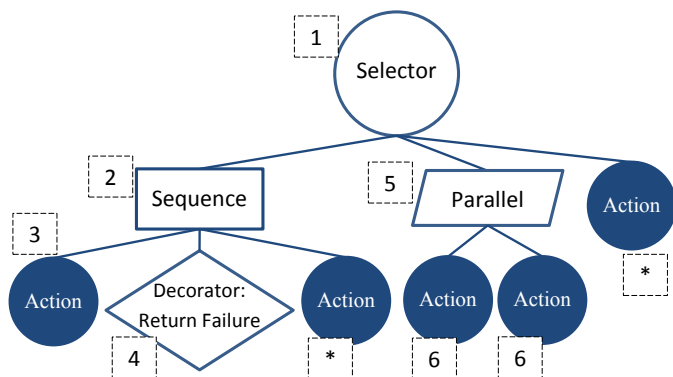 1
Selector
2
Sequence
5
Parallel
Action
*
3
Action
Decorator:
Return Failure
4
Action
*
Action
6
Action
6